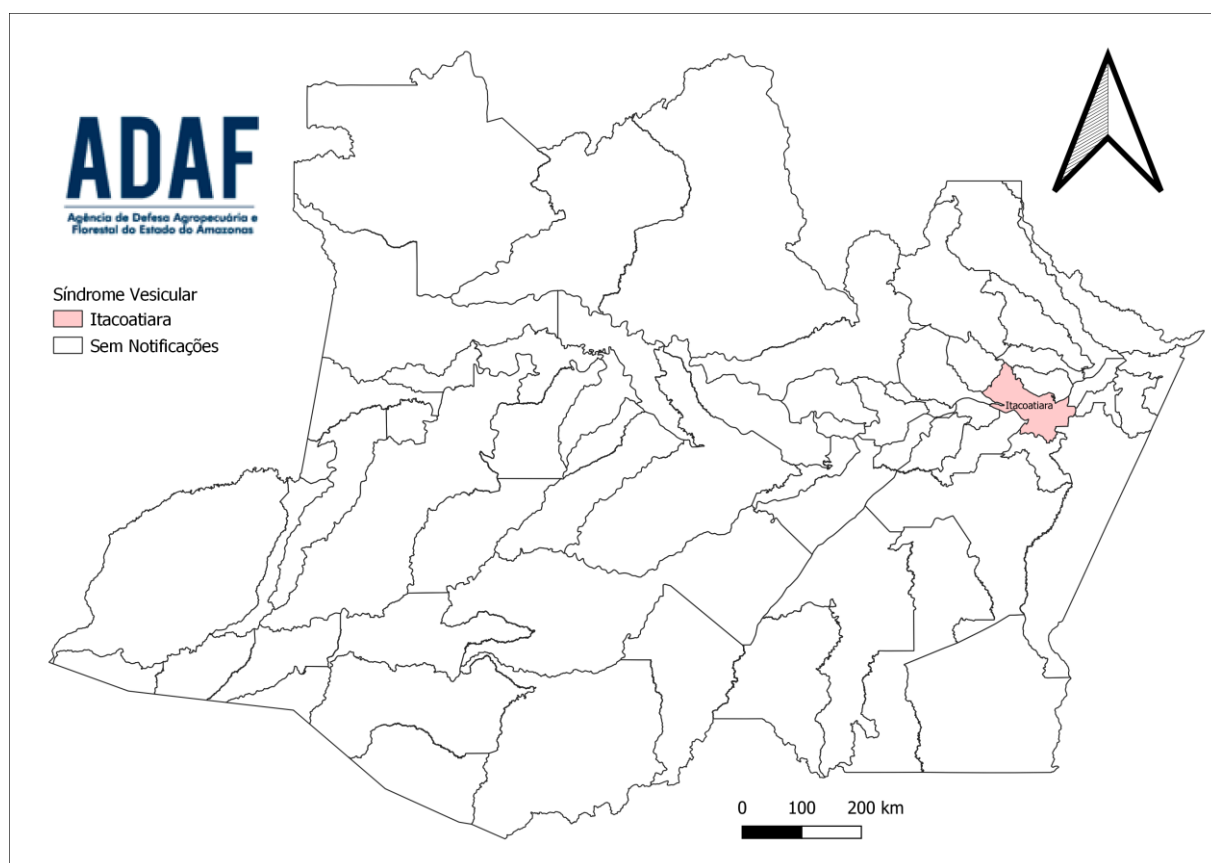 ADAF
Agência de Defesa Agropecuária e
Florestal do Estado do Amazonas
Síndrome Vesicular
Itacoatiara
Sem Notificações
Itacoatiara
0 100 200 km